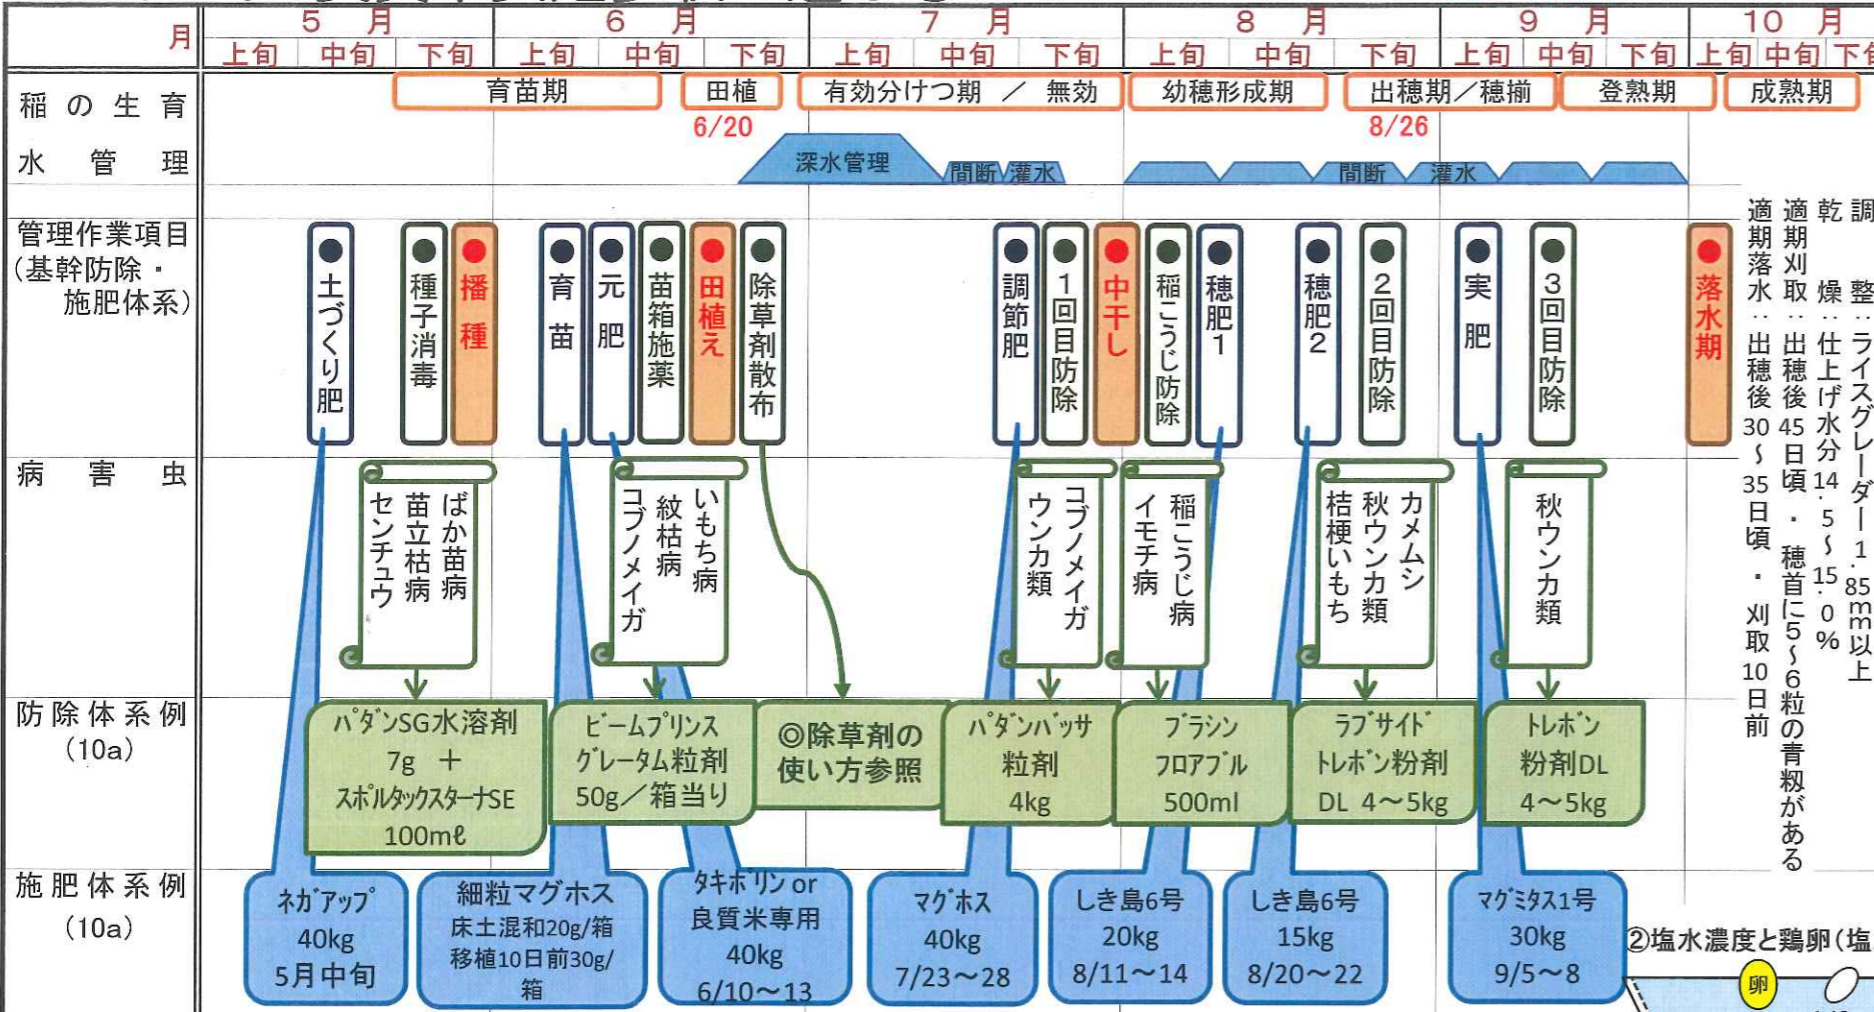 月
5 月
6 月
7 月
8 月
9 月
10 月
上旬 中旬 下旬 上旬 中旬 下旬 上旬 中旬 下旬 上旬 中旬 下旬 上旬 中旬 下旬 上旬 中旬 下旬
稲の生育
育苗期
田植
有効分けつ期 ／ 無効
幼穂形成期
出穂期／穂揃
登熟期
成熟期
6/20
8/26
水管理
深水管理
間断
灌水
間断
灌水
管理作業項目
（基幹防除・
施肥体系）
●土づくり肥
●種子消毒
●播種
●育苗
●元肥
●苗箱施薬
●田植え
●除草剤散布
●調節肥
●1回目防除
●中干し
●稲こうじ防除
●穂肥1
●穂肥2
●2回目防除
●実肥
●3回目防除
●落水期
調整：ライスグレーダー1.85mm以上
乾燥：仕上げ水分14.5～15.0%
適期刈取：出穂後45日頃・穂首に5～6粒の青籾がある
適期落水：出穂後30～35日頃・刈取10日前
病害虫
ばか苗病
苗立枯病
センチュウ
いもち病
紋枯病
コブノメイガ
コブノメイガ
ウンカ類
稲こうじ病
イモチ病
カメムシ
秋ウンカ類
桔梗いもち
秋ウンカ類
防除体系例
(10a)
パダンSG水溶剤
7g ＋
スポルタックスターナSE
100mℓ
ビームプリンス
グレータム粒剤
50g／箱当り
◎除草剤の
使い方参照
パダンバッサ
粒剤
4kg
ブラシン
フロアブル
500ml
ラブサイド
トレボン粉剤
DL 4～5kg
トレボン
粉剤DL
4～5kg
施肥体系例
(10a)
ネガアップ
40kg
5月中旬
細粒マグホス
床土混和20g/箱
移植10日前30g/
箱
タキポリン or
良質米専用
40kg
6/10～13
マグホス
40kg
7/23～28
しき島6号
20kg
8/11～14
しき島6号
15kg
8/20～22
マグミタス1号
30kg
9/5～8
②塩水濃度と鶏卵(塩
卵